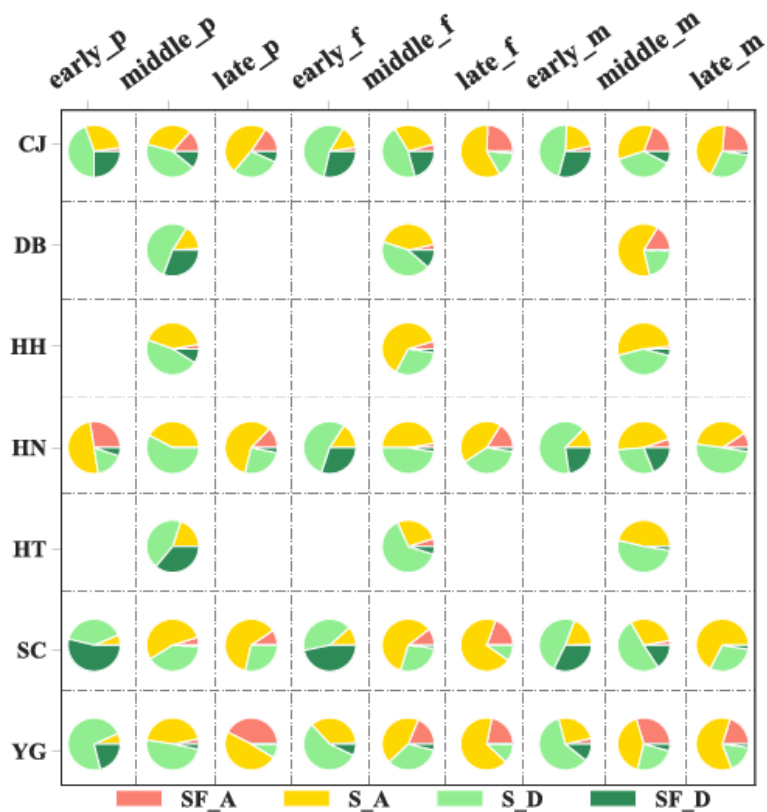 early_p middle_p late_p early_f middle_f late_f early_m middle_m late_m
CJ
DB
HH
HN
HT
SC
YG
SF_A S_A S_D SF_D